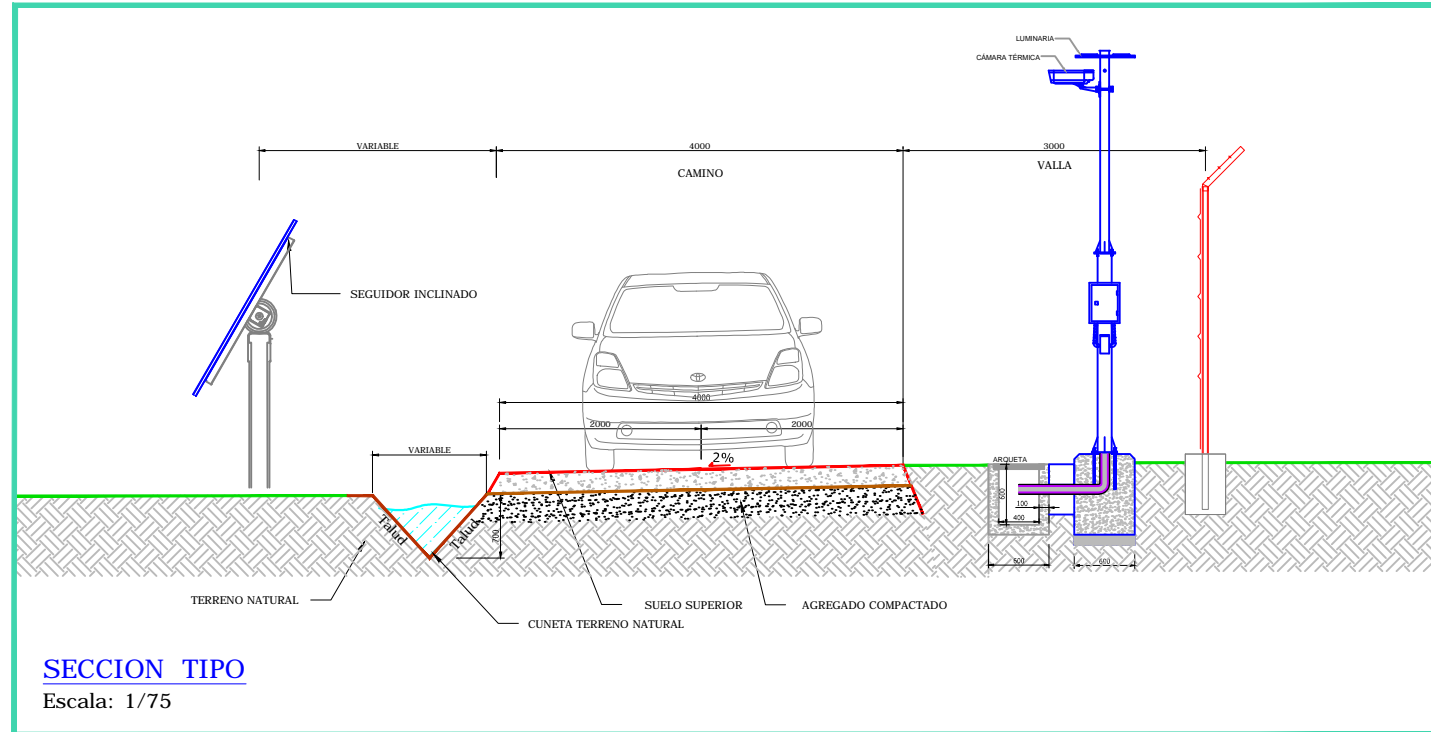 LUMINARIA
CÁMARA TÉRMICA
VARIABLE
4000
3000
CAMINO
VALLA
SEGUIDOR INCLINADO
4000
2000
2000
VARIABLE
2%
ARQUETA
600
100
400
Talud
Talud
700
600
600
TERRENO NATURAL
SUELO SUPERIOR
AGREGADO COMPACTADO
CUNETA TERRENO NATURAL
SECCION TIPO
Escala: 1/75